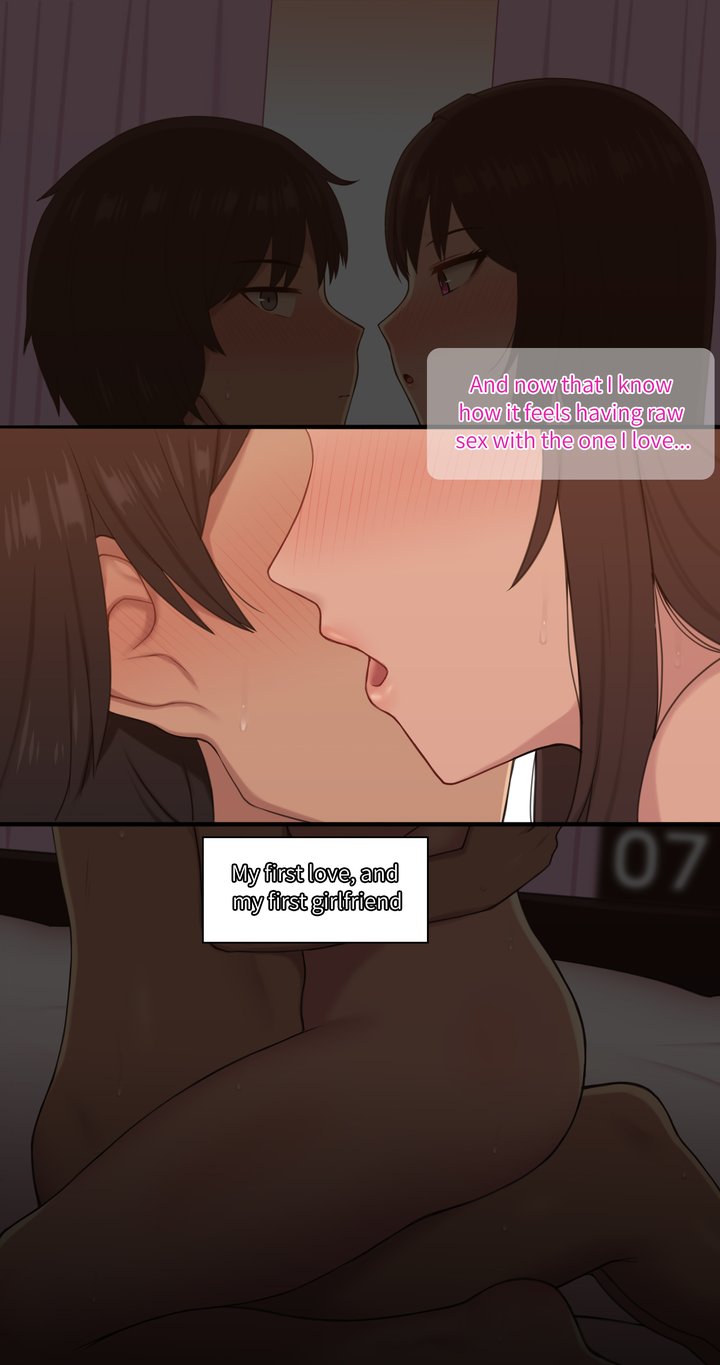 And now that I know
how it feels having raw
sex with the one I love...
My first love, and
my first girlfriend
07